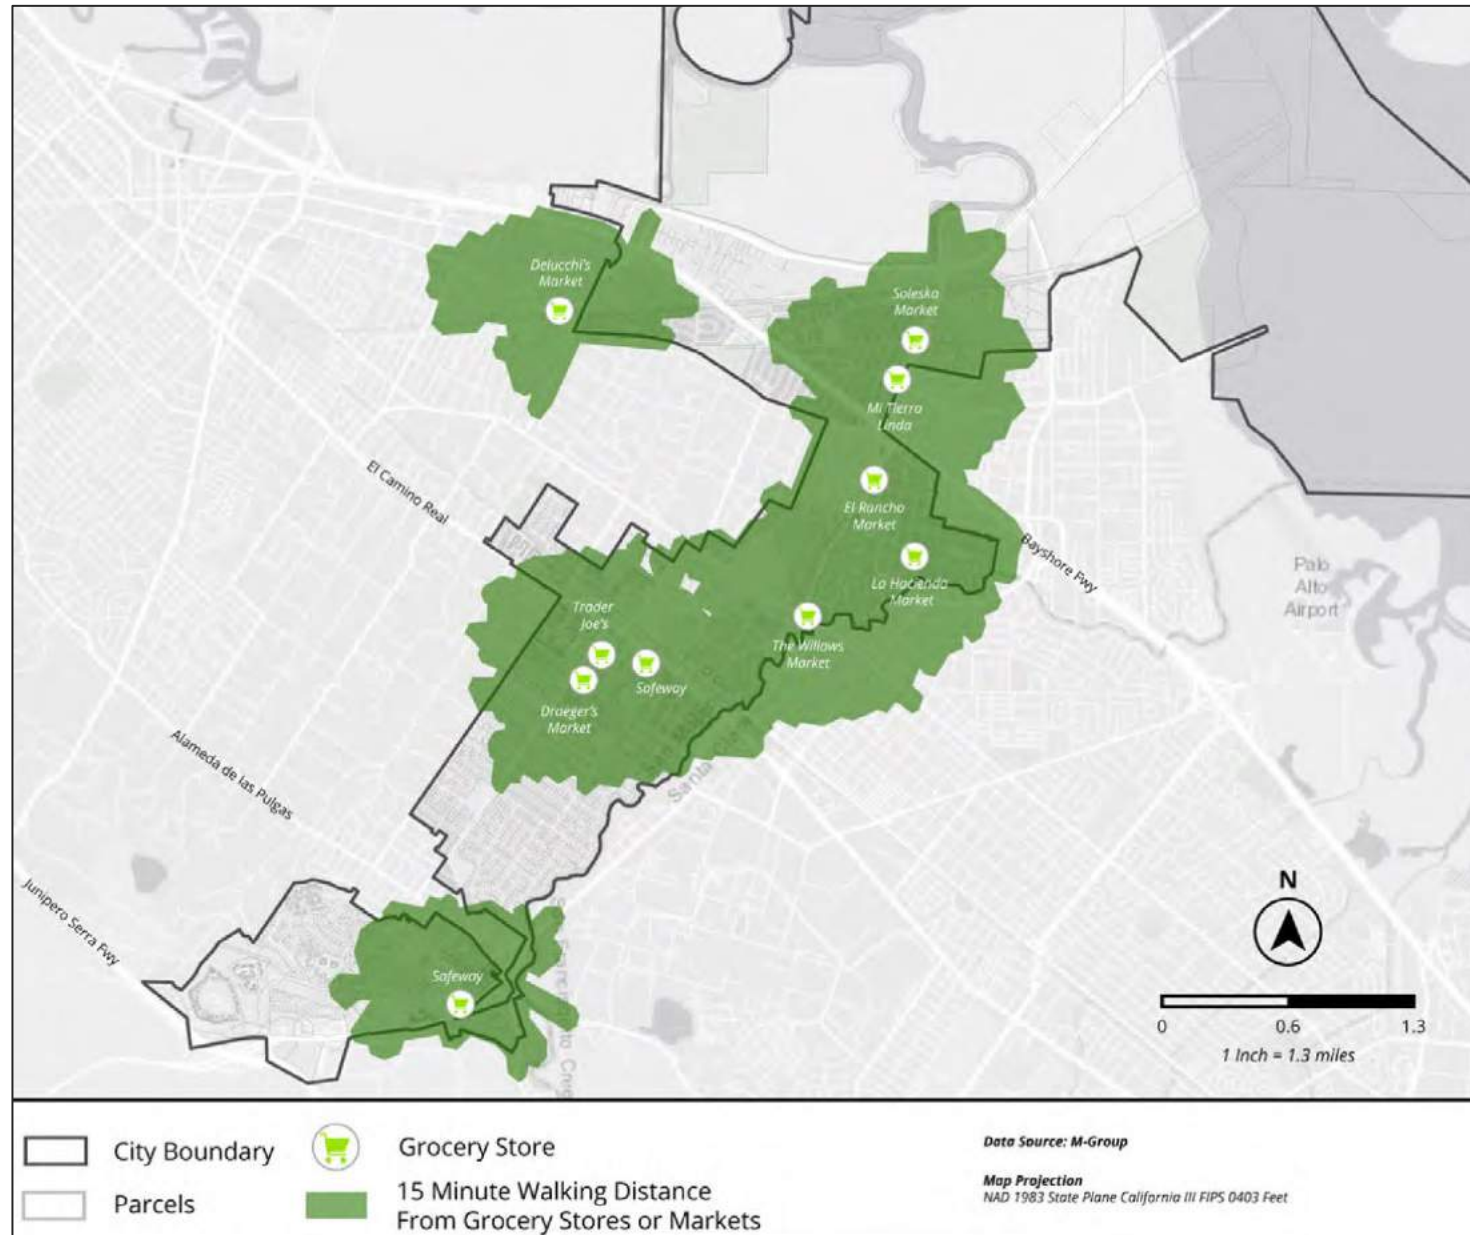 Delucchi's
Market
Soleska
Market
Mi Tierra
Linda
El Camino Real
El Rancho
Market
Bayshore Fwy
Palo
Alto
Airport
La Hacienda
Market
Trader
Joe's
The Willows
Market
Safeway
Draeger's
Market
Santa Clara
Alameda de las Pulgas
Junipero Serra Fwy
Safeway
N
0 0.6 1.3
1 Inch = 1.3 miles
City Boundary
Grocery Store
Parcels
15 Minute Walking Distance
From Grocery Stores or Markets
Data Source: M-Group
Map Projection
NAD 1983 State Plane California III FIPS 0403 Feet